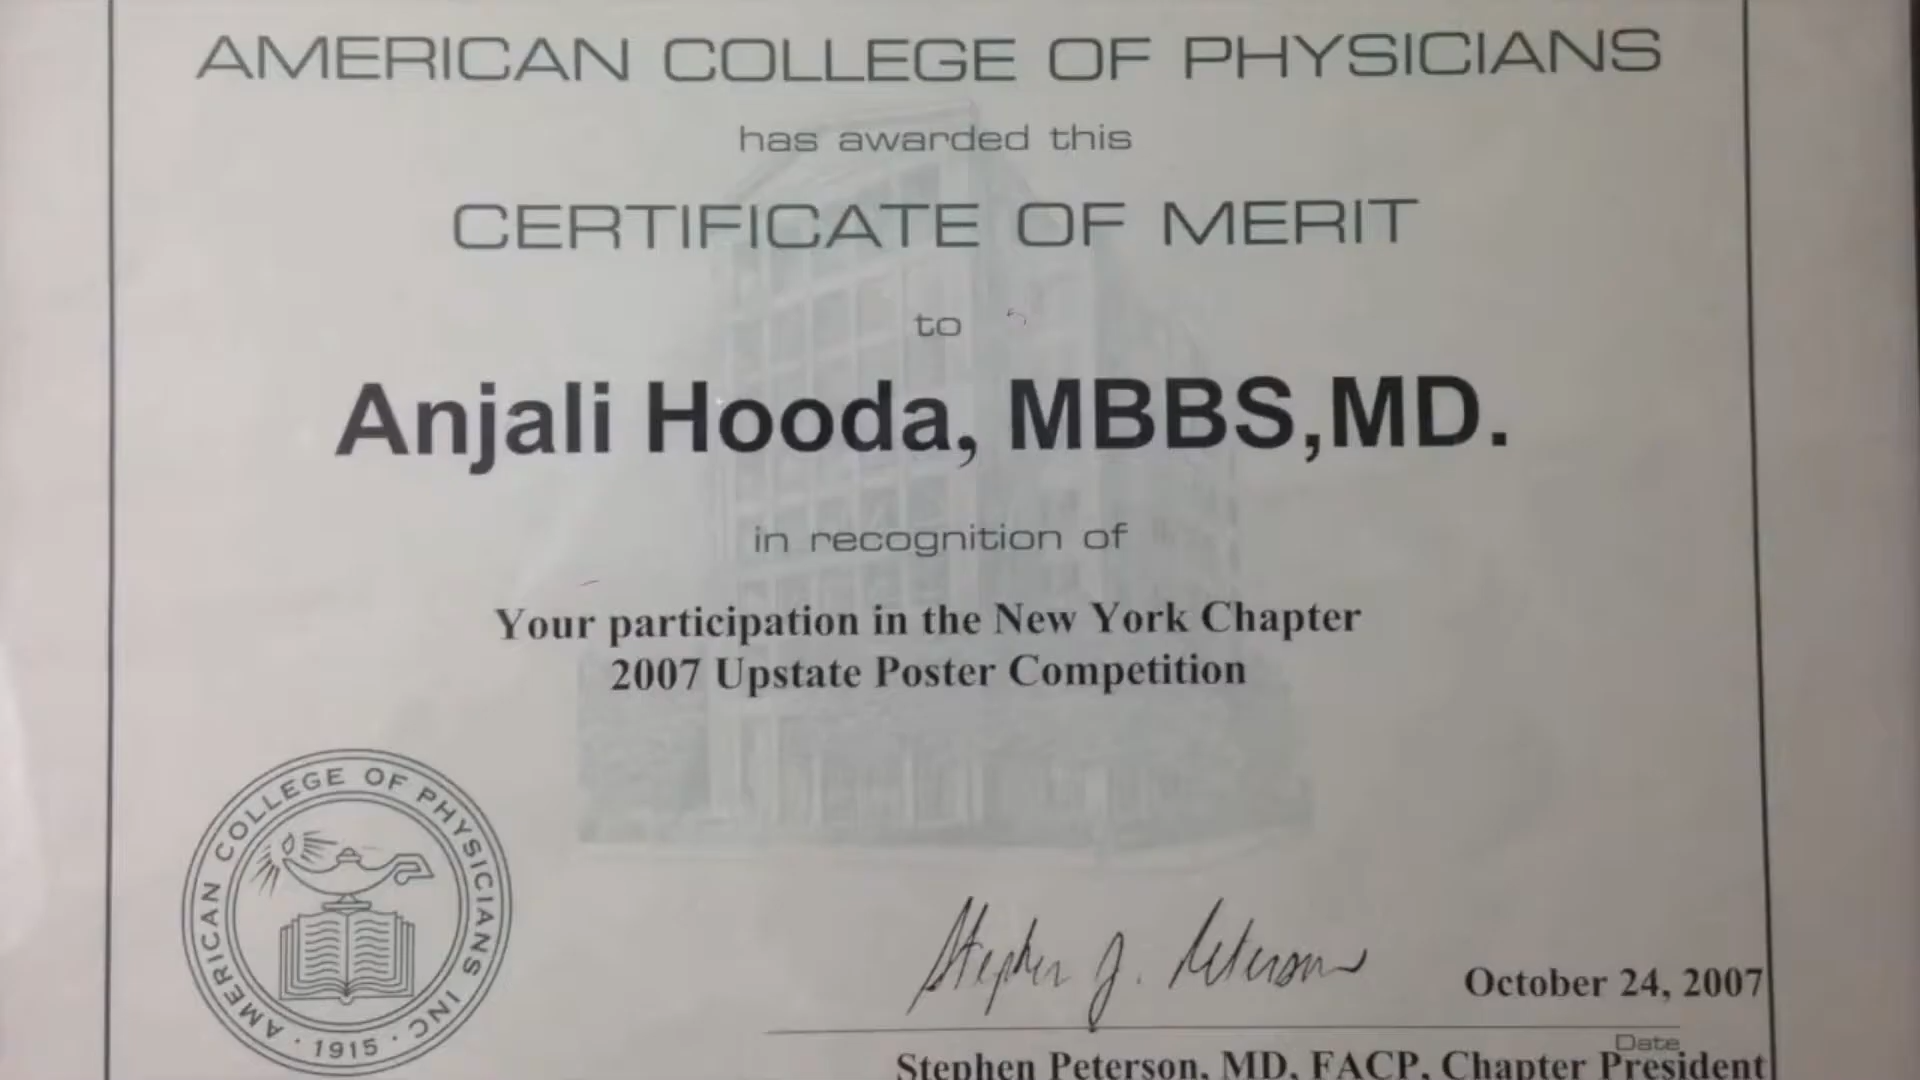 AMERICAN COLLEGE OF PHYSICIANS
has awarded this
CERTIFICATE OF MERIT
to
Anjali Hooda, MBBS,MD.
in recognition of
Your participation in the New York Chapter
2007 Upstate Poster Competition
AMERICAN COLLEGE OF PHYSICIANS INC · 1915 ·
Stephen J. Peterson
October 24, 2007
Date
Stephen Peterson, MD, FACP, Chapter President